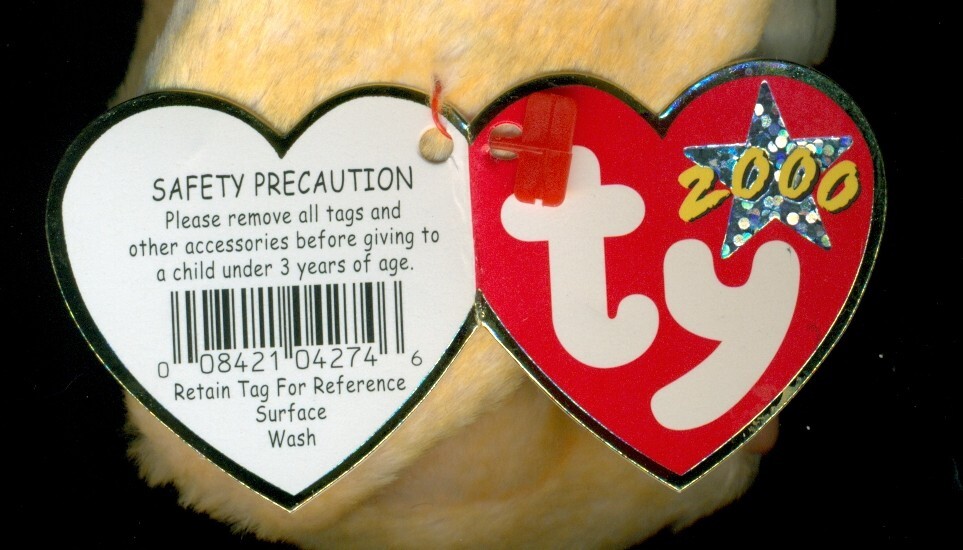 SAFETY PRECAUTION
Please remove all tags and
other accessories before giving to
a child under 3 years of age.
0 08421 04274 6
Retain Tag For Reference
Surface
Wash
ty
2000